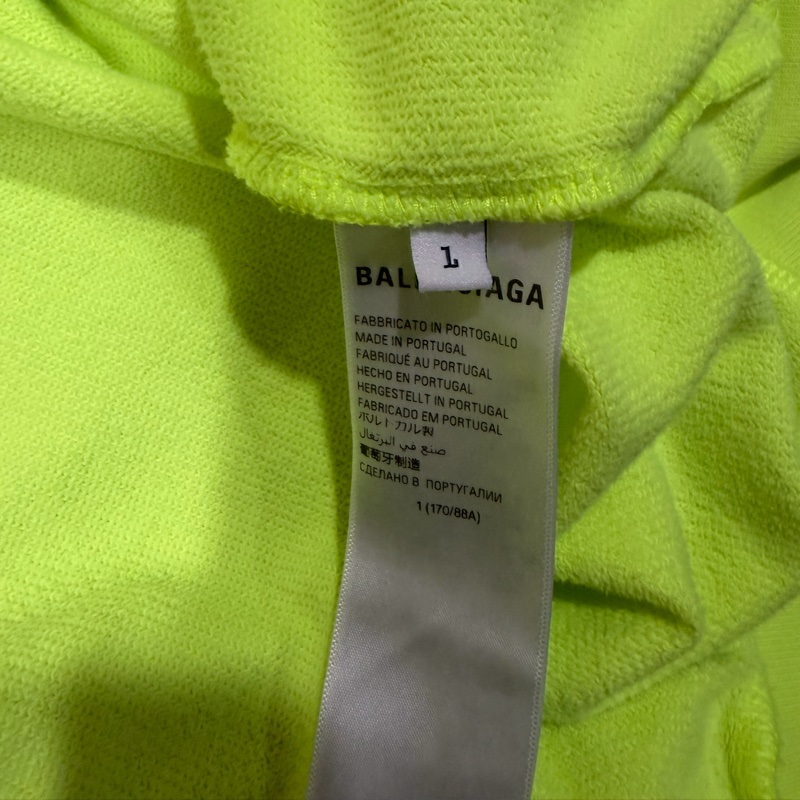 1
BAL IAGA
FABBRICATO IN PORTOGALLO
MADE IN PORTUGAL
FABRIQUÉ AU PORTUGAL
HECHO EN PORTUGAL
HERGESTELLT IN PORTUGAL
FABRICADO EM PORTUGAL
ポルトガル製
صنع في البرتغال
葡萄牙制造
СДЕЛАНО В ПОРТУГАЛИИ
1 (170/88A)